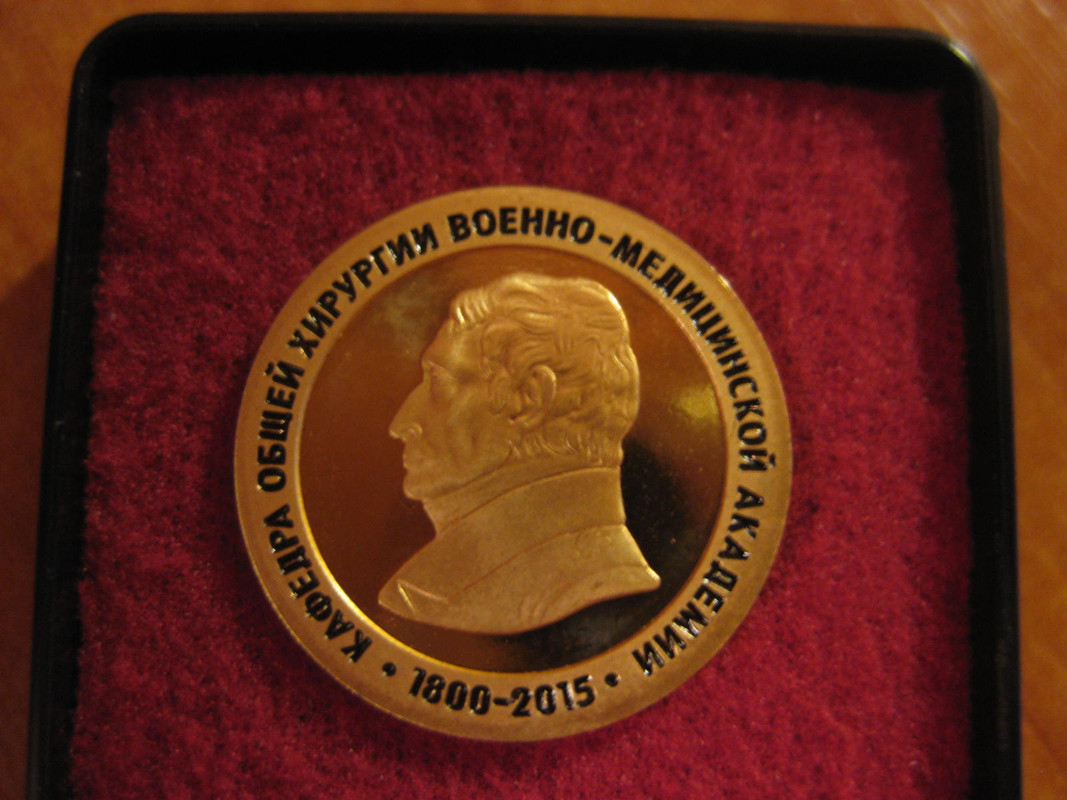 КАФЕДРА ОБЩЕЙ ХИРУРГИИ ВОЕННО-МЕДИЦИНСКОЙ АКАДЕМИИ
• 1800-2015 •